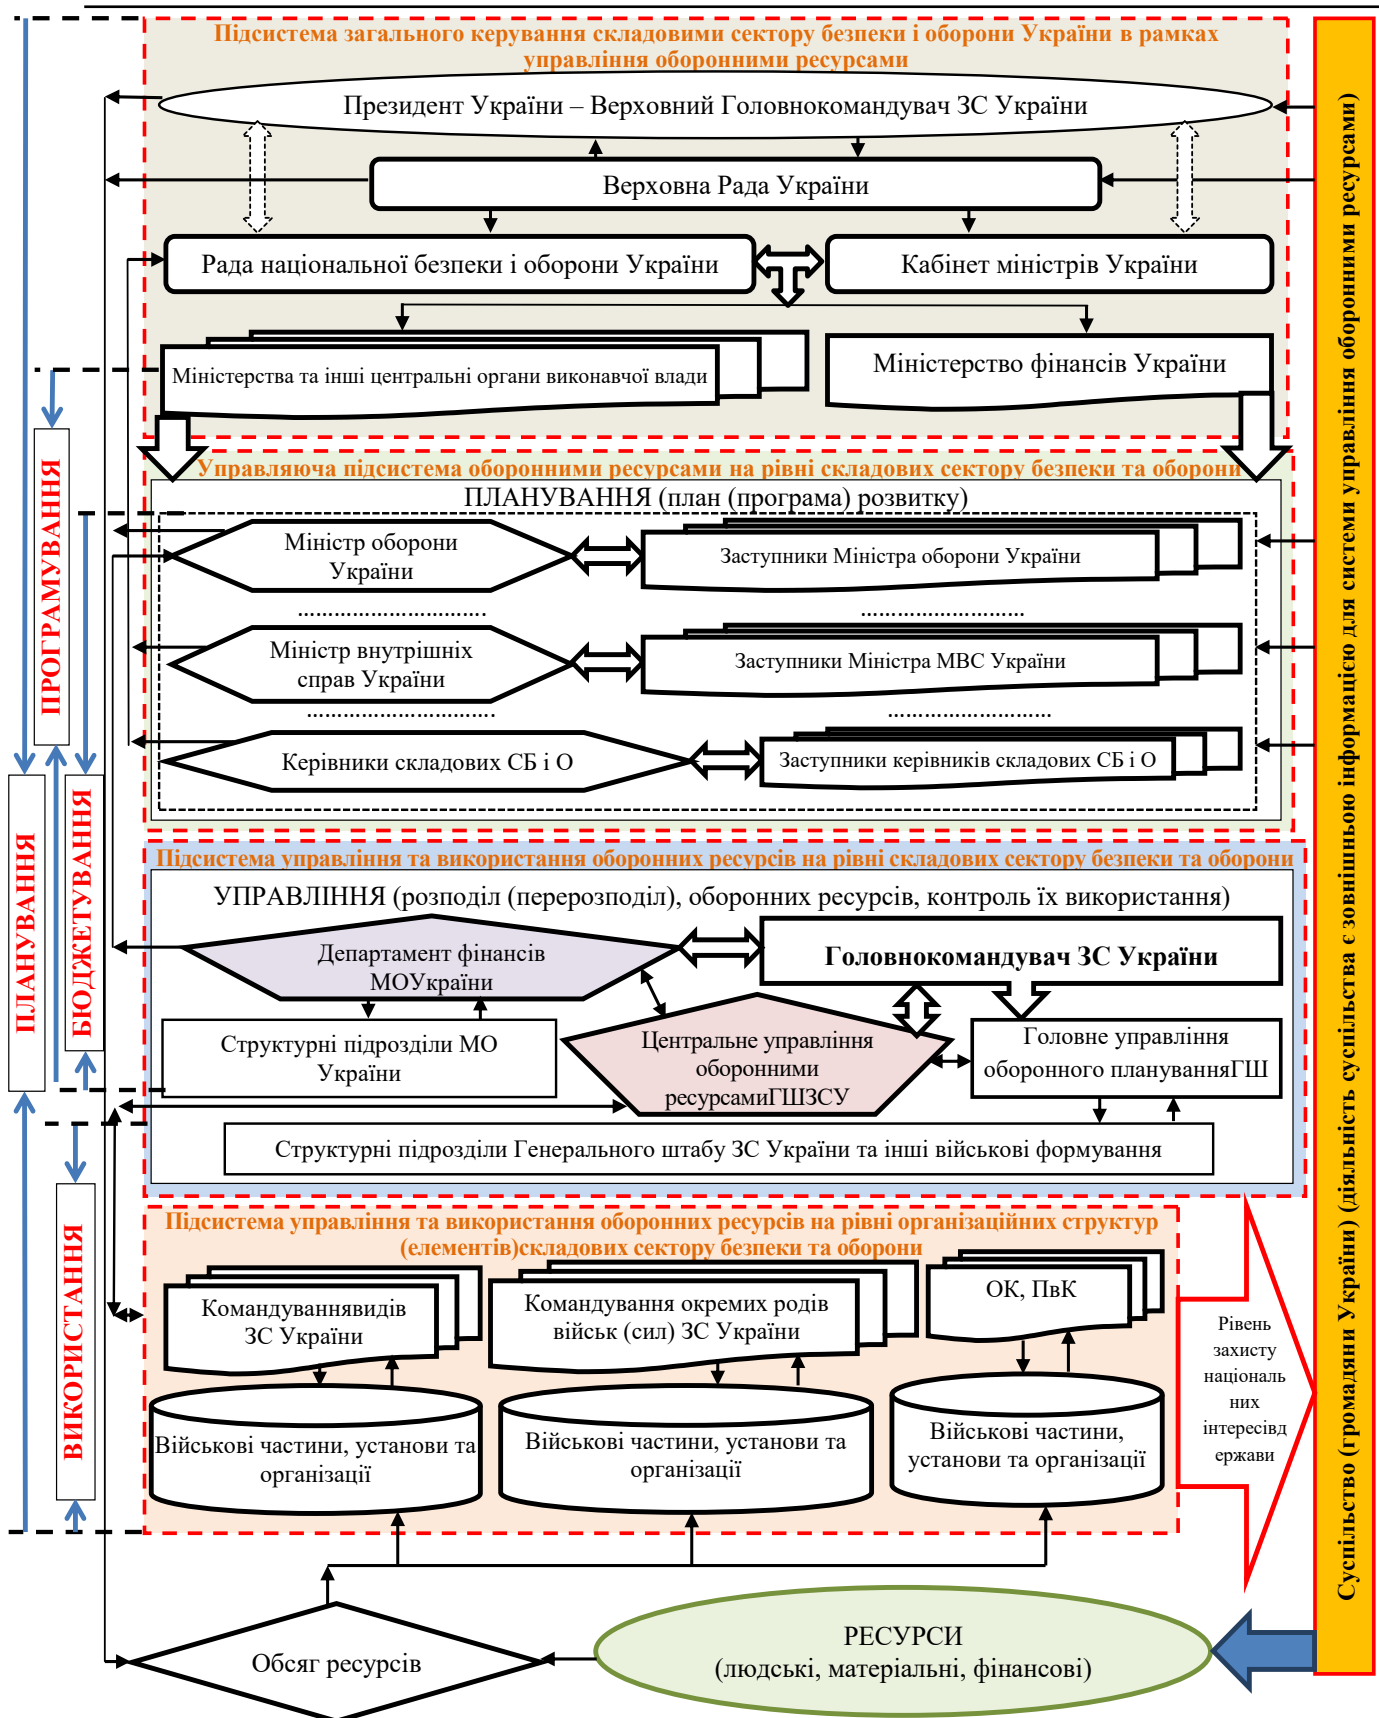 Підсистема загального керування складовими сектору безпеки і оборони України в рамках
управління оборонними ресурсами
Президент України – Верховний Головнокомандувач ЗС України
Верховна Рада України
Рада національної безпеки і оборони України
Кабінет міністрів України
Міністерства та інші центральні органи виконавчої влади
Міністерство фінансів України
Управляюча підсистема оборонними ресурсами на рівні складових сектору безпеки та оборони
ПЛАНУВАННЯ (план (програма) розвитку)
Міністр оборони
України
Заступники Міністра оборони України
……………………….
…………………….
Міністр внутрішніх
справ України
Заступники Міністра МВС України
……………………….
…………………….
Керівники складових СБ і О
Заступники керівників складових СБ і О
Підсистема управління та використання оборонних ресурсів на рівні складових сектору безпеки та оборони
УПРАВЛІННЯ (розподіл (перерозподіл), оборонних ресурсів, контроль їх використання)
Департамент фінансів
МОУкраїни
Головнокомандувач ЗС України
Структурні підрозділи МО
України
Центральне управління
оборонними
ресурсамиГШЗСУ
Головне управління
оборонного плануванняГШ
Структурні підрозділи Генерального штабу ЗС України та інші військові формування
Підсистема управління та використання оборонних ресурсів на рівні організаційних структур
(елементів)складових сектору безпеки та оборони
Командуваннявидів
ЗС України
Командування окремих родів
військ (сил) ЗС України
ОК, ПвК
Військові частини, установи та
організації
Військові частини, установи та
організації
Військові частини,
установи та організації
Рівень
захисту
національ
них
інтересівд
ержави
Обсяг ресурсів
РЕСУРСИ
(людські, матеріальні, фінансові)
ПРОГРАМУВАННЯ
ПЛАНУВАННЯ
БЮДЖЕТУВАННЯ
ВИКОРИСТАННЯ
Суспільство (громадяни України) (діяльність суспільства є зовнішньою інформацією для системи управління оборонними ресурсами)